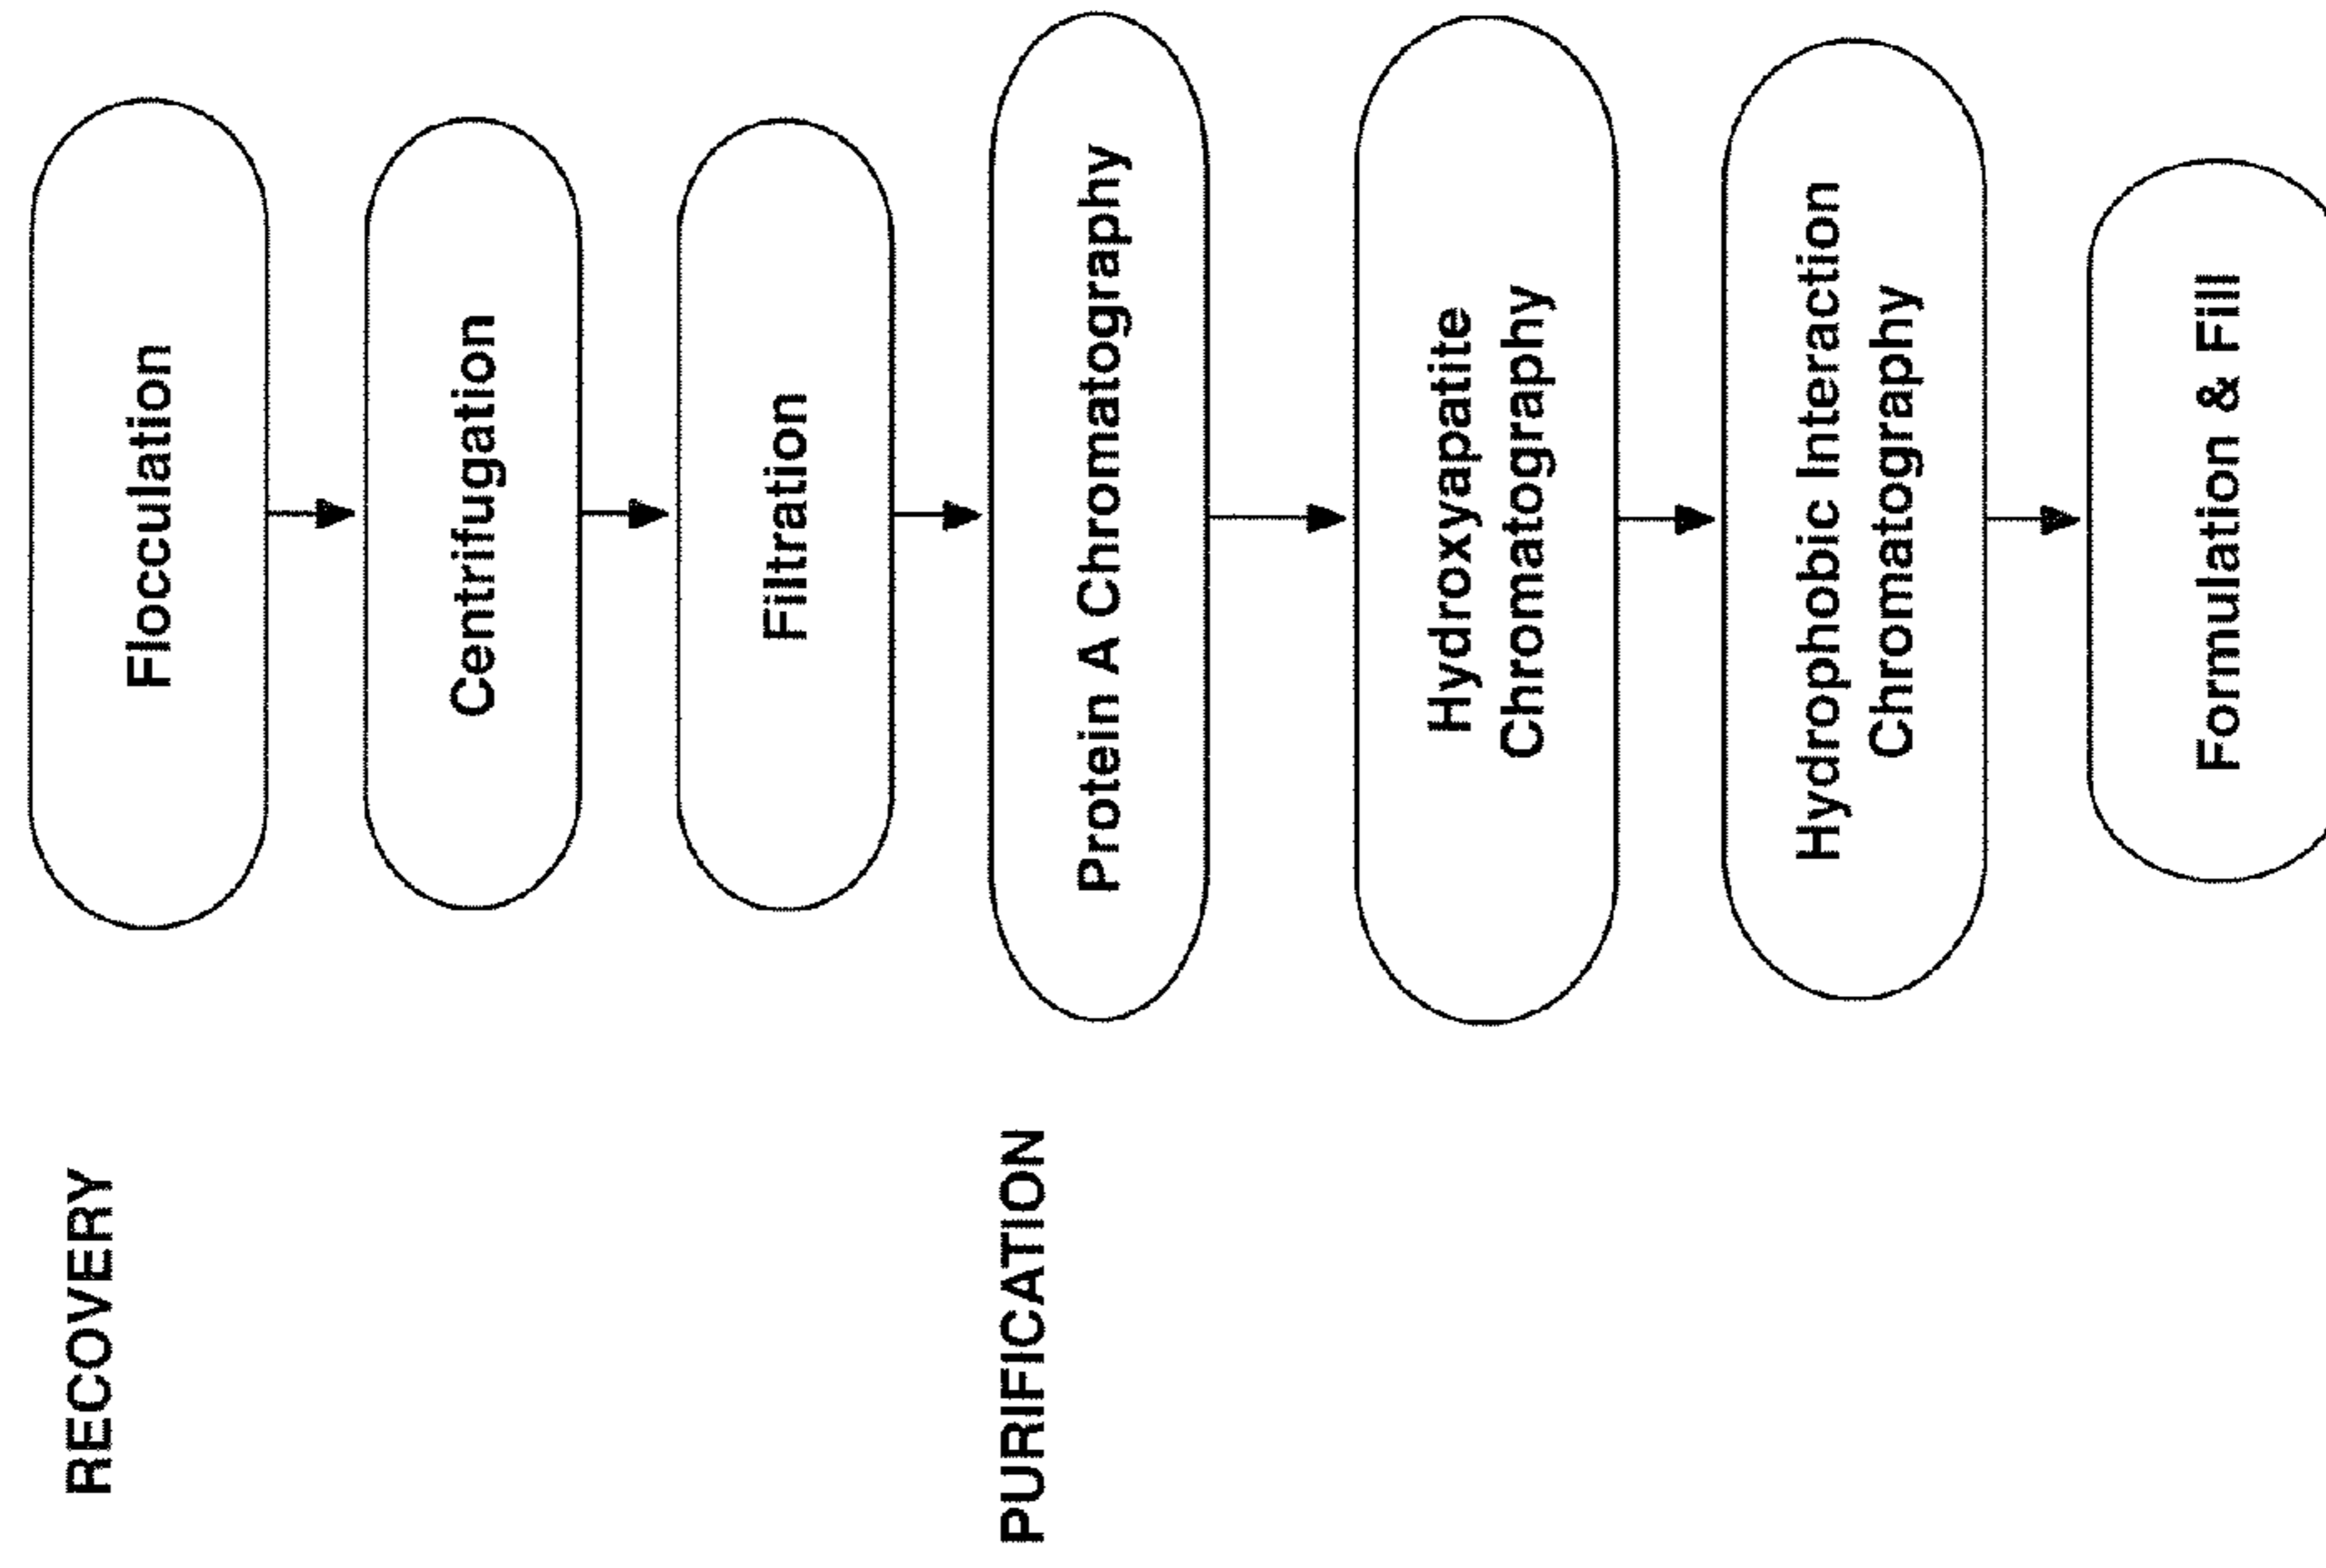 RECOVERY
Flocculation
Centrifugation
Filtration
PURIFICATION
Protein A Chromatography
Hydroxyapatite
Chromatography
Hydrophobic Interaction
Chromatography
Formulation & Fill